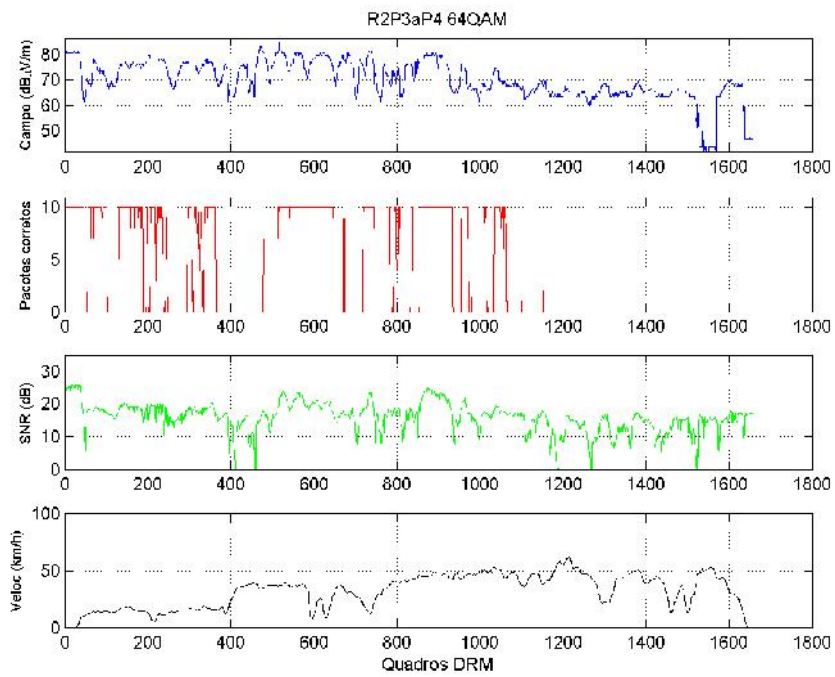 R2P3aP4 64QAM
Campo (dB,V/m)
80
70
60
50
0 200 400 600 800 1000 1200 1400 1600 1800
Pacotes corretos
10
5
0
0 200 400 600 800 1000 1200 1400 1600 1800
SNR (dB)
30
20
10
0
0 200 400 600 800 1000 1200 1400 1600 1800
Veloc (km/h)
100
50
0
0 200 400 600 800 1000 1200 1400 1600 1800
Quadros DRM